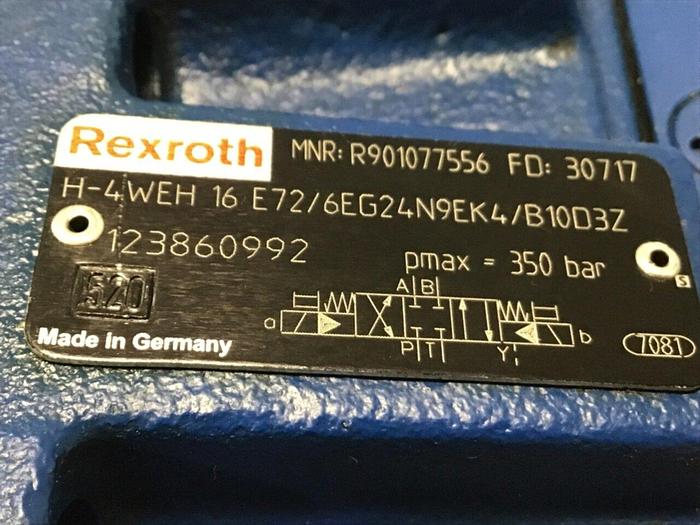 Rexroth MNR: R901077556 FD: 30717
H-4WEH 16 E72/6EG24N9EK4/B10D3Z
123860992 pmax = 350 bar
520
A B
a b
P T Y
S
Made in Germany 7081